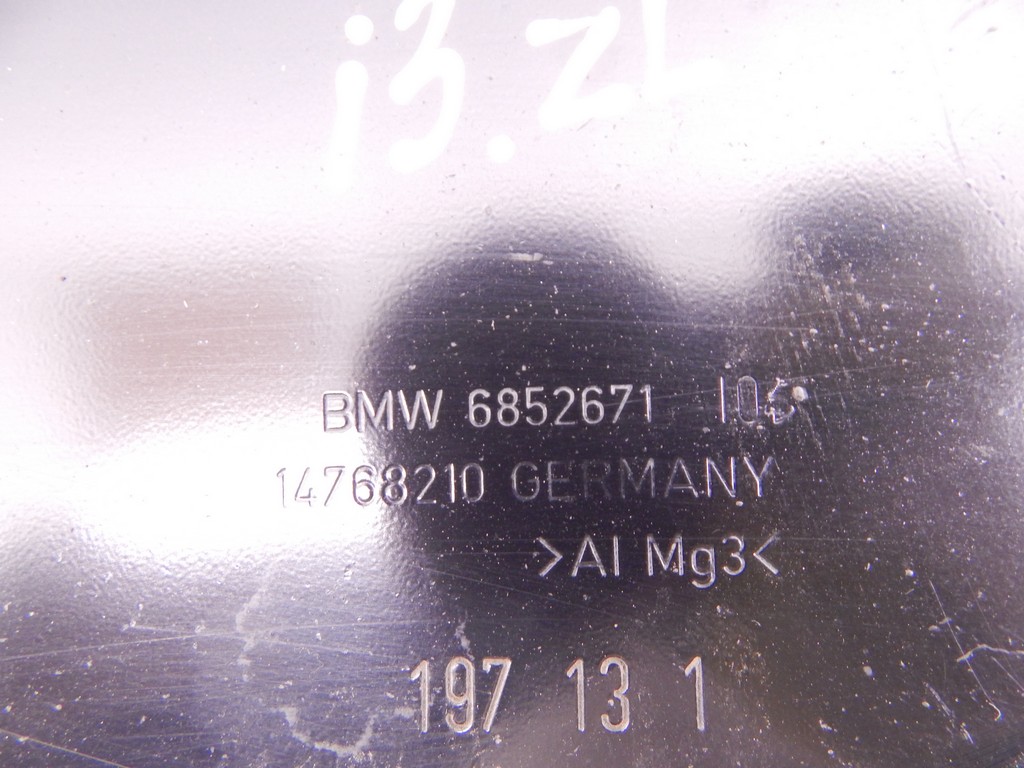 i3.ZL
BMW 6852671
14768210 GERMANY
>Al Mg3<
197 13 1